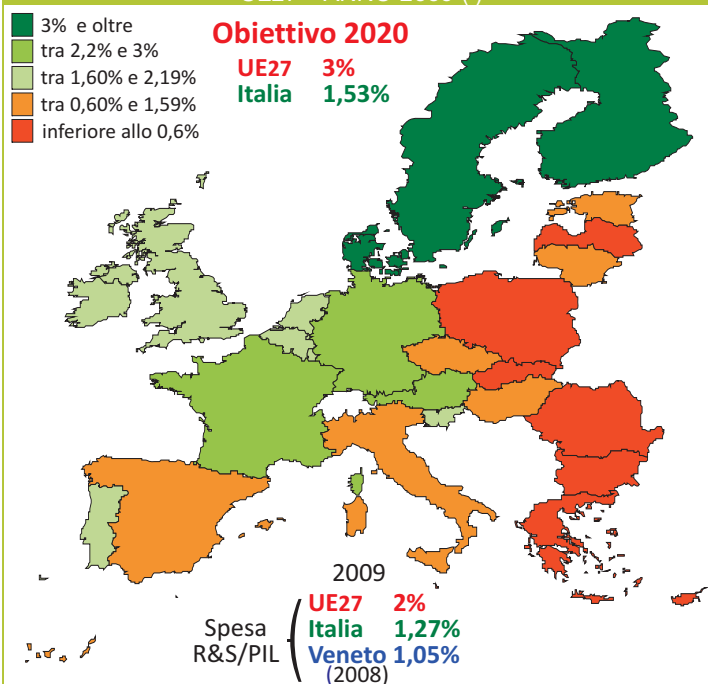 3% e oltre
tra 2,2% e 3%
tra 1,60% e 2,19%
tra 0,60% e 1,59%
inferiore allo 0,6%
Obiettivo 2020
UE27 3%
Italia 1,53%
2009
Spesa
R&S/PIL
UE27 2%
Italia 1,27%
Veneto 1,05%
(2008)